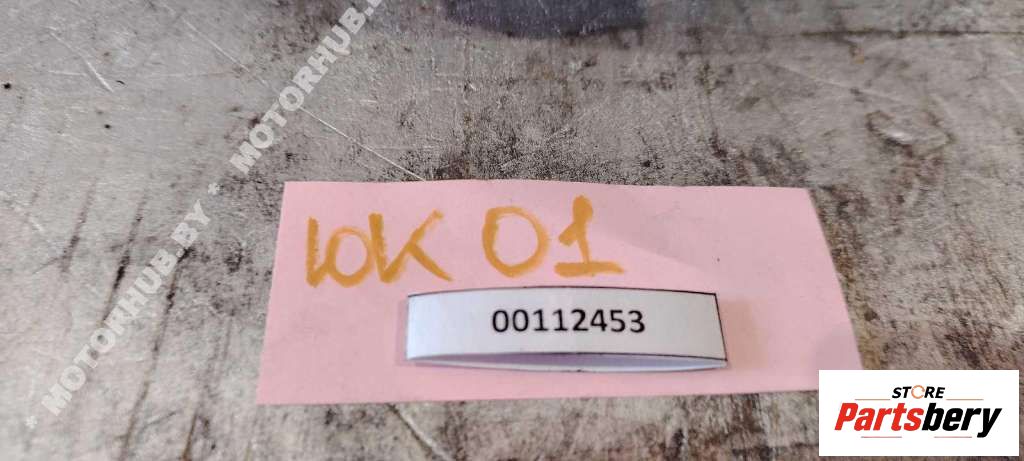 * MOTORHUB.BY * MOTORHUB.BY
ЮК 01
00112453
STORE
Partsbery